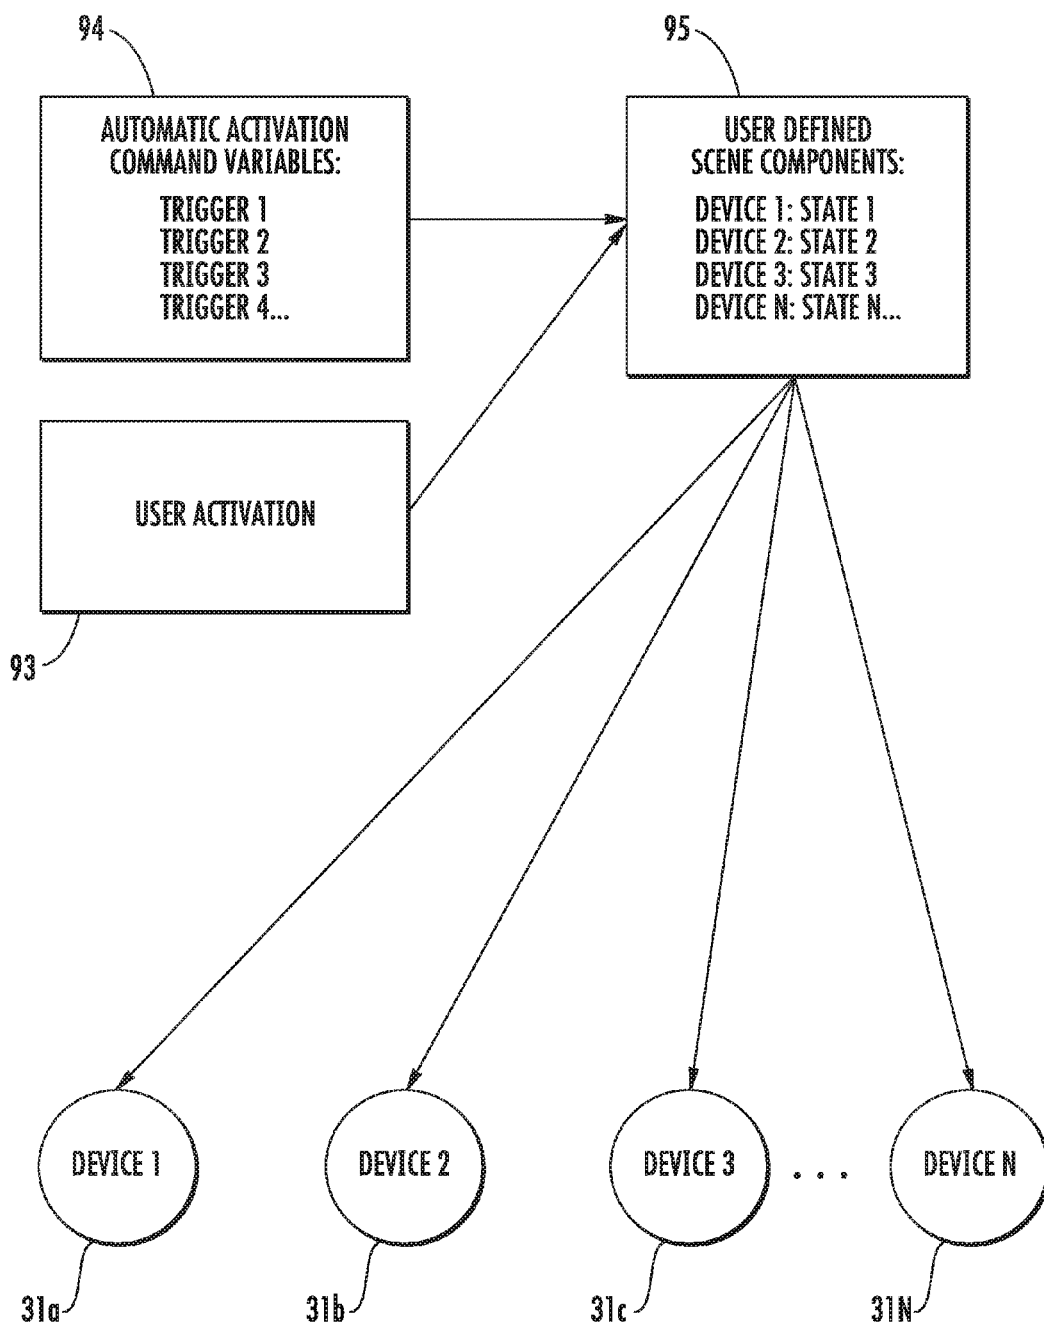 94
95
AUTOMATIC ACTIVATION
COMMAND VARIABLES:
TRIGGER 1
TRIGGER 2
TRIGGER 3
TRIGGER 4...
USER DEFINED
SCENE COMPONENTS:
DEVICE 1: STATE 1
DEVICE 2: STATE 2
DEVICE 3: STATE 3
DEVICE N: STATE N...
USER ACTIVATION
93
DEVICE 1
DEVICE 2
DEVICE 3
. . .
DEVICE N
31a
31b
31c
31N